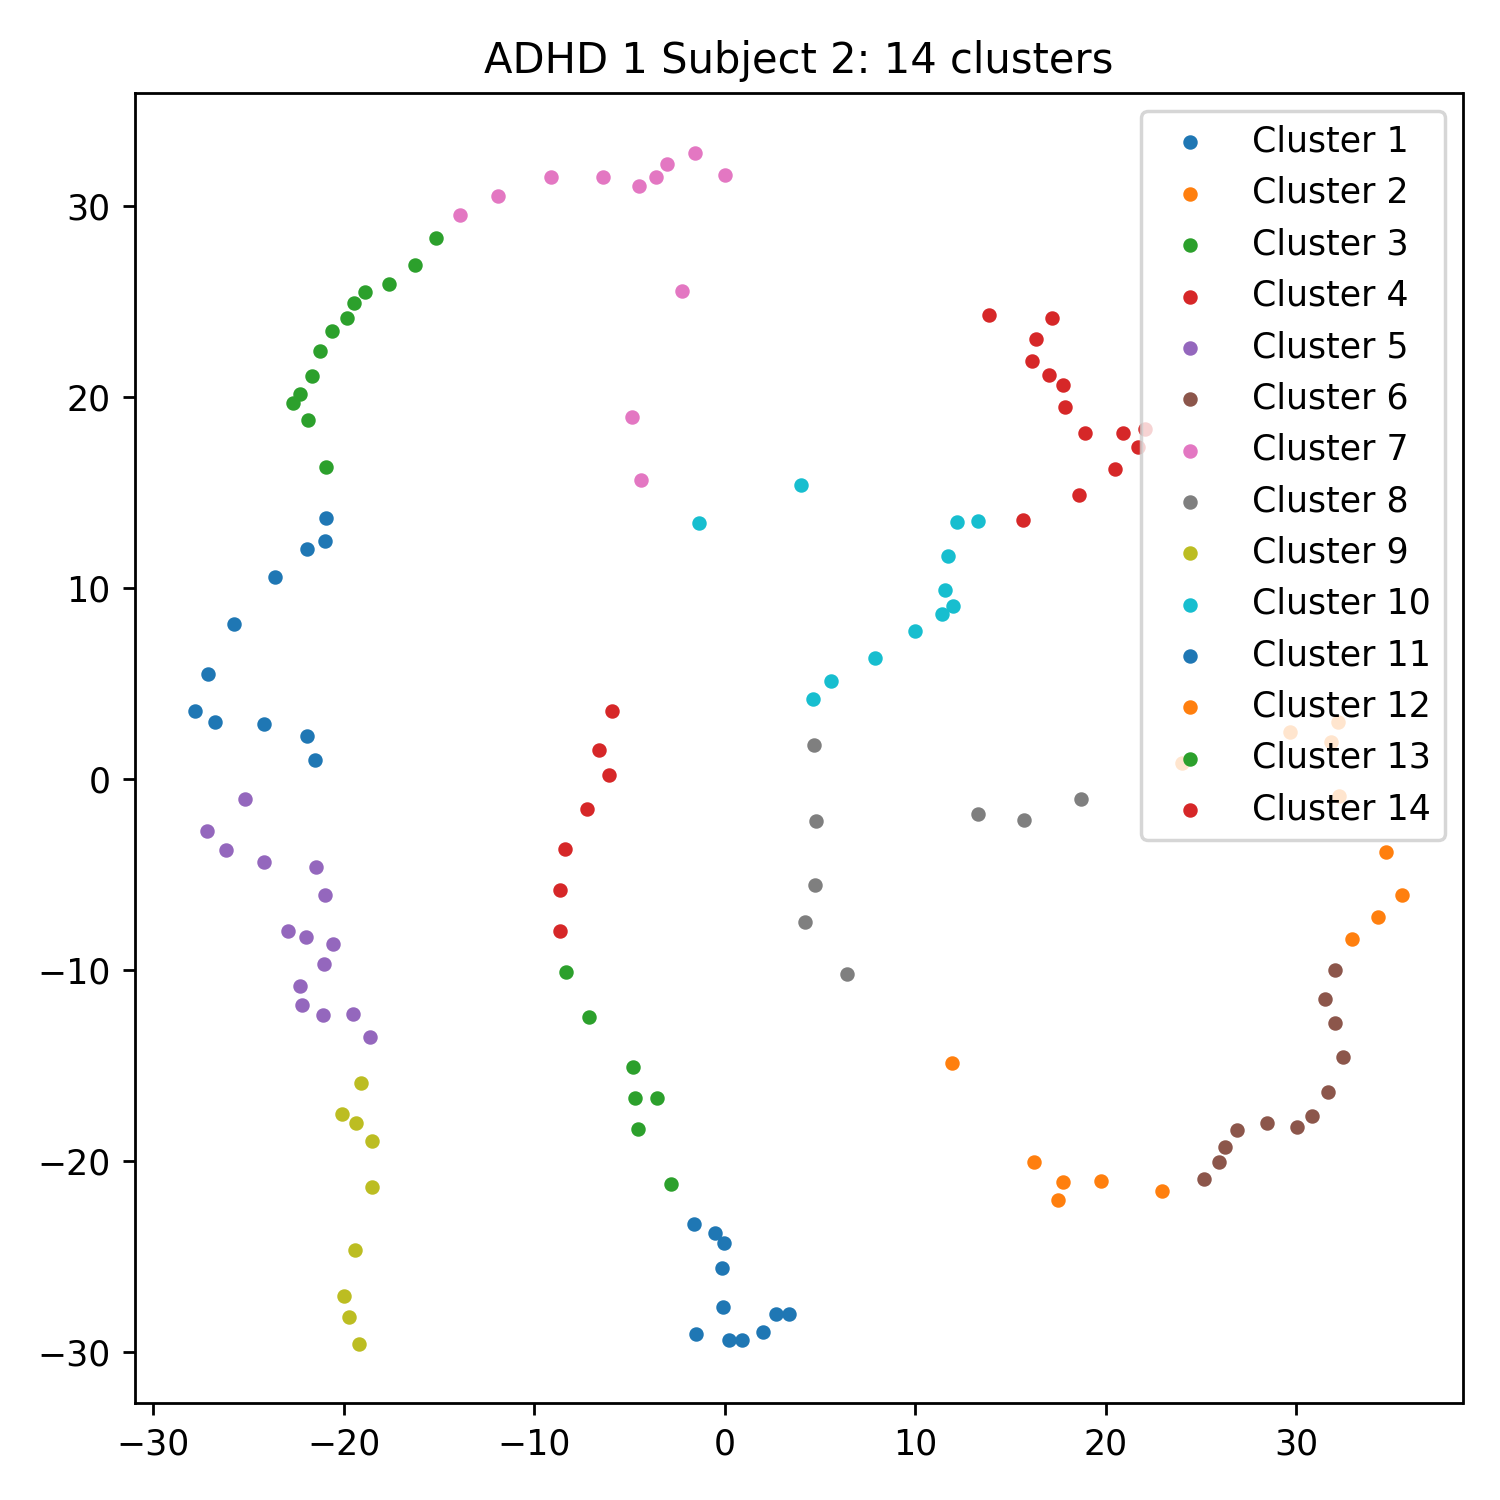 ADHD 1 Subject 2: 14 clusters
Cluster 1
Cluster 2
Cluster 3
Cluster 4
Cluster 5
Cluster 6
Cluster 7
Cluster 8
Cluster 9
Cluster 10
Cluster 11
Cluster 12
Cluster 13
Cluster 14
30
20
10
0
−10
−20
−30
−30 −20 −10 0 10 20 30